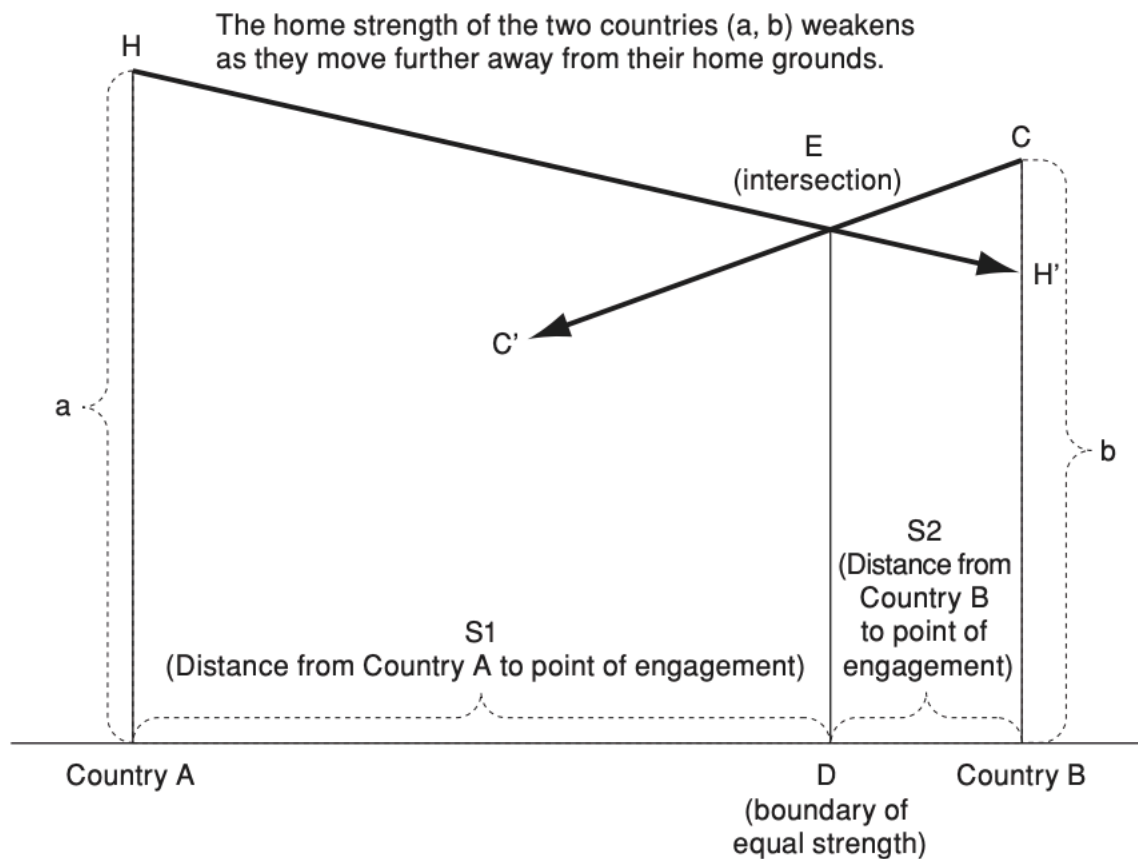 The home strength of the two countries (a, b) weakens
as they move further away from their home grounds.
H
C
E
(intersection)
H'
C'
a
b
S2
(Distance from
Country B
to point of
engagement)
S1
(Distance from Country A to point of engagement)
Country A
D
(boundary of
equal strength)
Country B